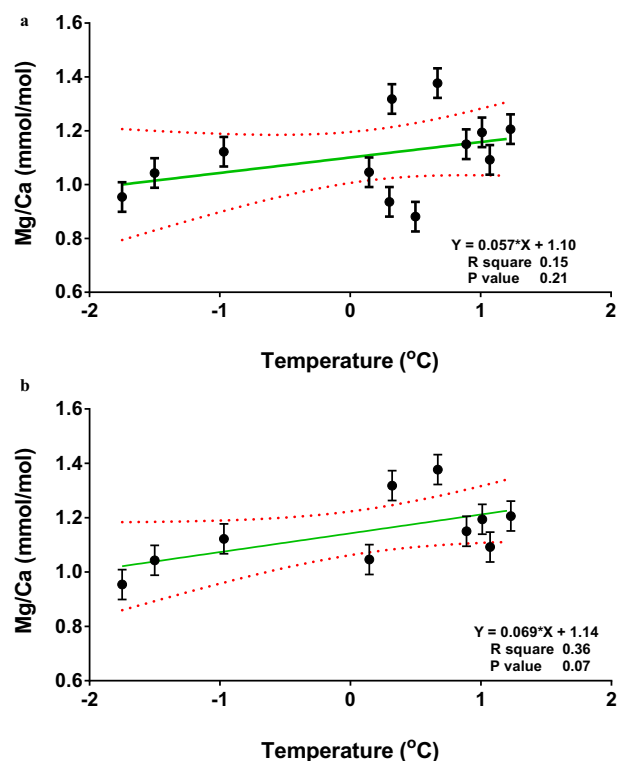 a
Mg/Ca (mmol/mol)
1.6
1.4
1.2
1.0
0.8
0.6
Y = 0.057*X + 1.10
R square 0.15
P value 0.21
-2 -1 0 1 2
Temperature (°C)
b
Mg/Ca (mmol/mol)
1.6
1.4
1.2
1.0
0.8
0.6
Y = 0.069*X + 1.14
R square 0.36
P value 0.07
-2 -1 0 1 2
Temperature (°C)